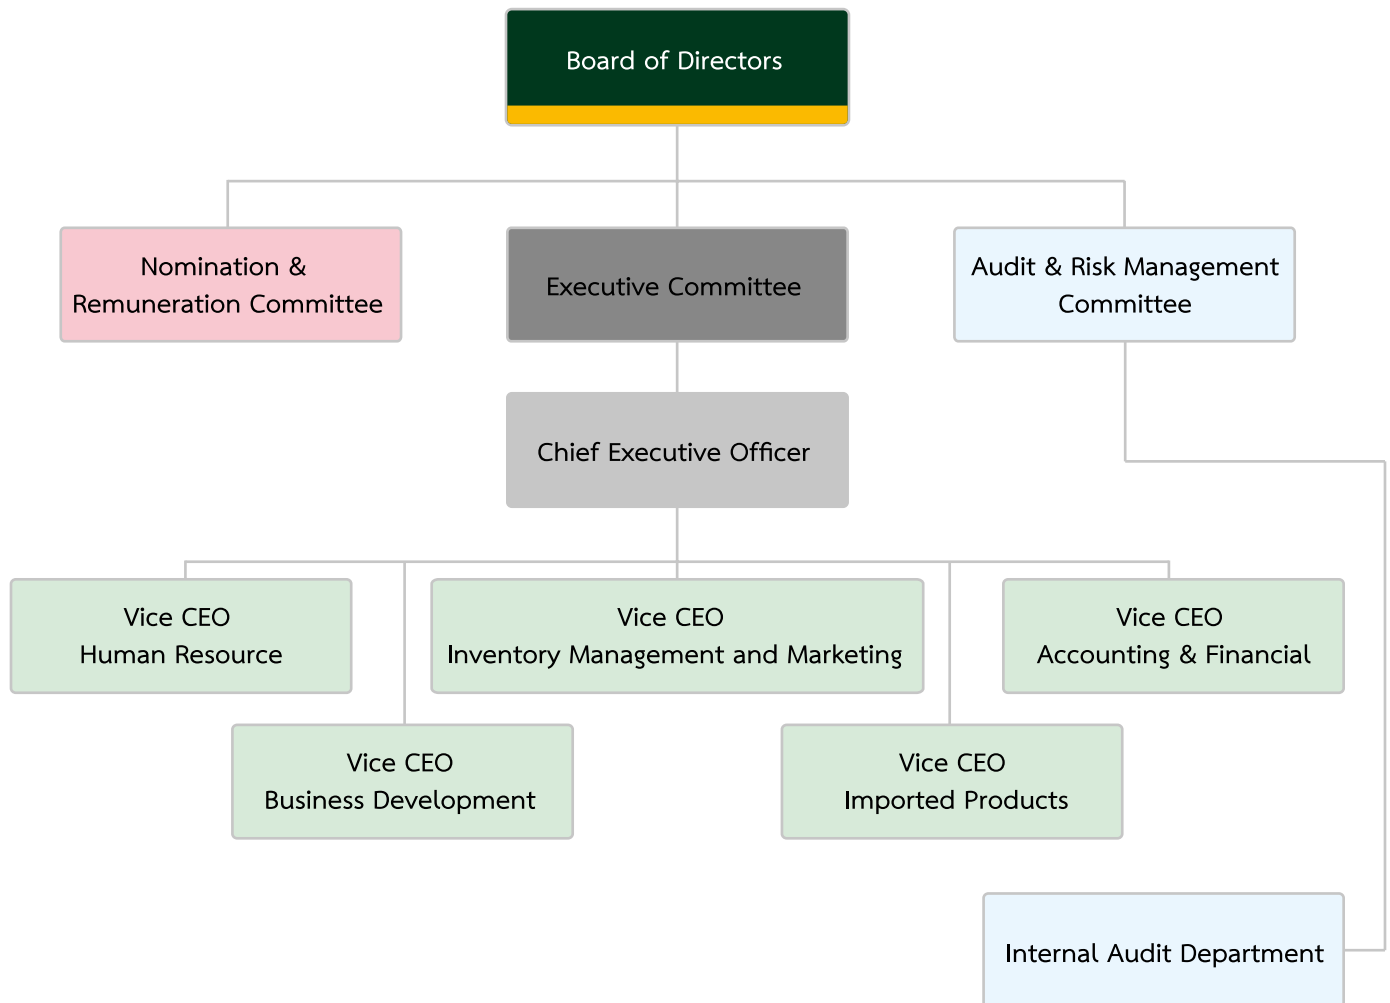 Board of Directors
Nomination &
Remuneration Committee
Executive Committee
Audit & Risk Management
Committee
Chief Executive Officer
Vice CEO
Human Resource
Vice CEO
Inventory Management and Marketing
Vice CEO
Accounting & Financial
Vice CEO
Business Development
Vice CEO
Imported Products
Internal Audit Department